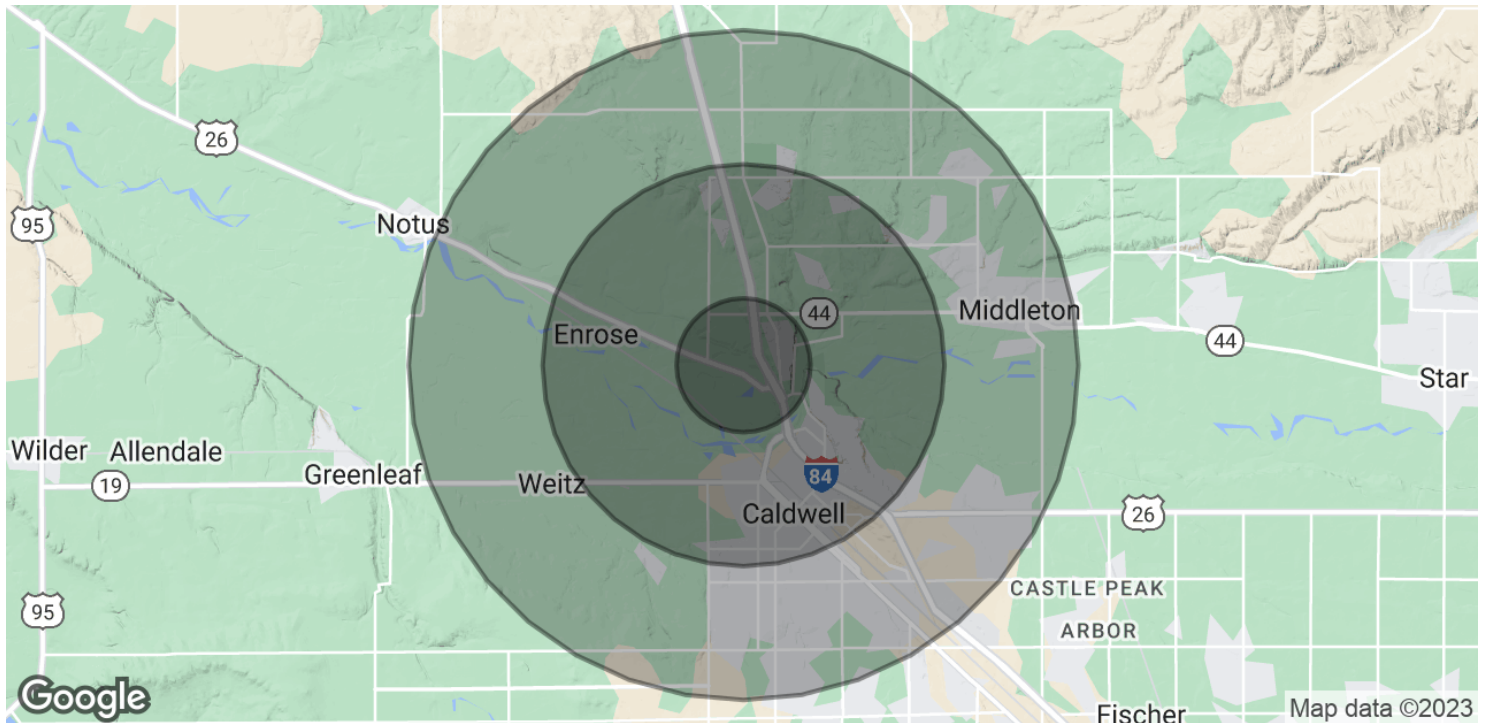 26
95
Notus
44
Middleton
Enrose
44
Star
Wilder
Allendale
Greenleaf
19
Weitz
84
Caldwell
26
CASTLE PEAK
ARBOR
95
Google
Fischer
Map data ©2023